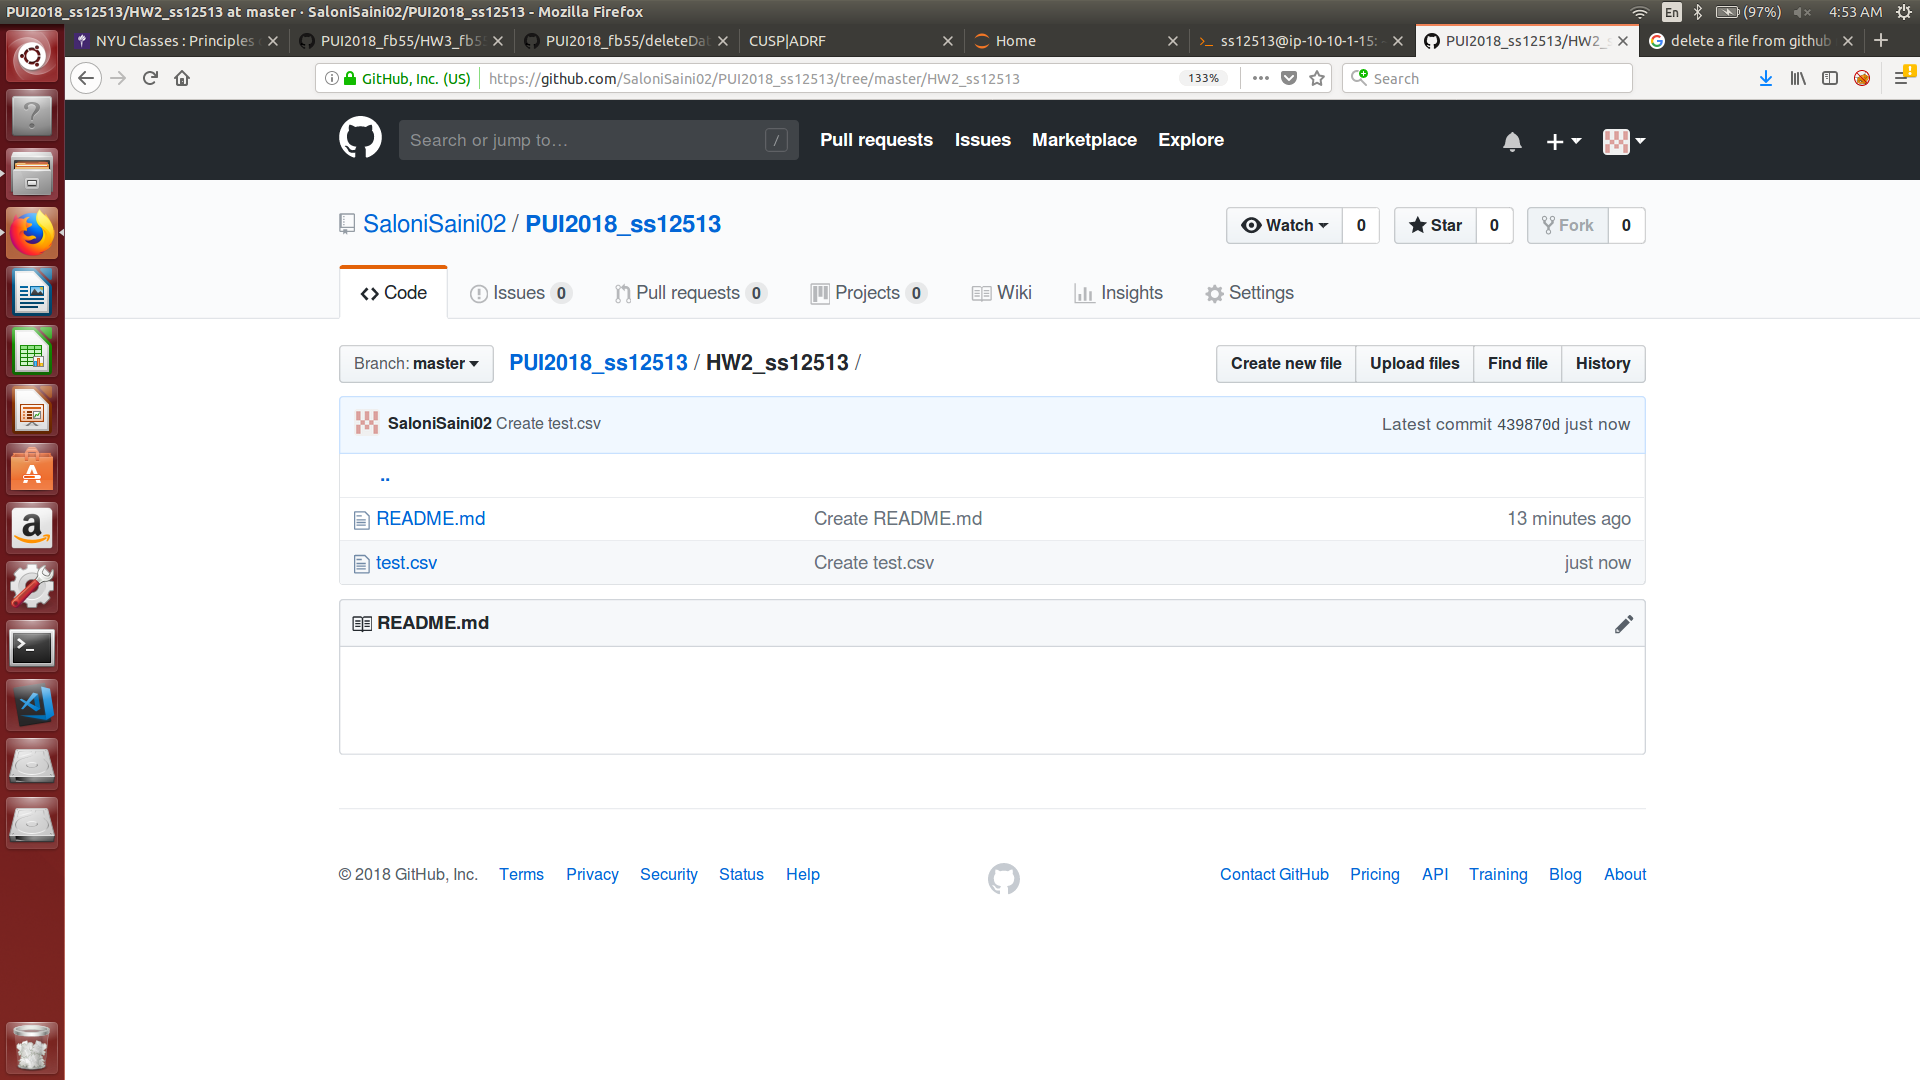 PUI2018_ss12513/HW2_ss12513 at master · SaloniSaini02/PUI2018_ss12513 - Mozilla Firefox
En (97%) 4:53 AM
NYU Classes : Principles
PUI2018_fb55/HW3_fb55
PUI2018_fb55/deleteDat
CUSP|ADRF
Home
>_ ss12513@ip-10-10-1-15: ~
PUI2018_ss12513/HW2_s
delete a file from github
GitHub, Inc. (US) https://github.com/SaloniSaini02/PUI2018_ss12513/tree/master/HW2_ss12513 133% Search
Search or jump to… / Pull requests Issues Marketplace Explore
SaloniSaini02 / PUI2018_ss12513 Watch 0 Star 0 Fork 0
Code Issues 0 Pull requests 0 Projects 0 Wiki Insights Settings
Branch: master PUI2018_ss12513 / HW2_ss12513 / Create new file Upload files Find file History
SaloniSaini02 Create test.csv Latest commit 439870d just now
..
README.md Create README.md 13 minutes ago
test.csv Create test.csv just now
README.md
© 2018 GitHub, Inc. Terms Privacy Security Status Help Contact GitHub Pricing API Training Blog About